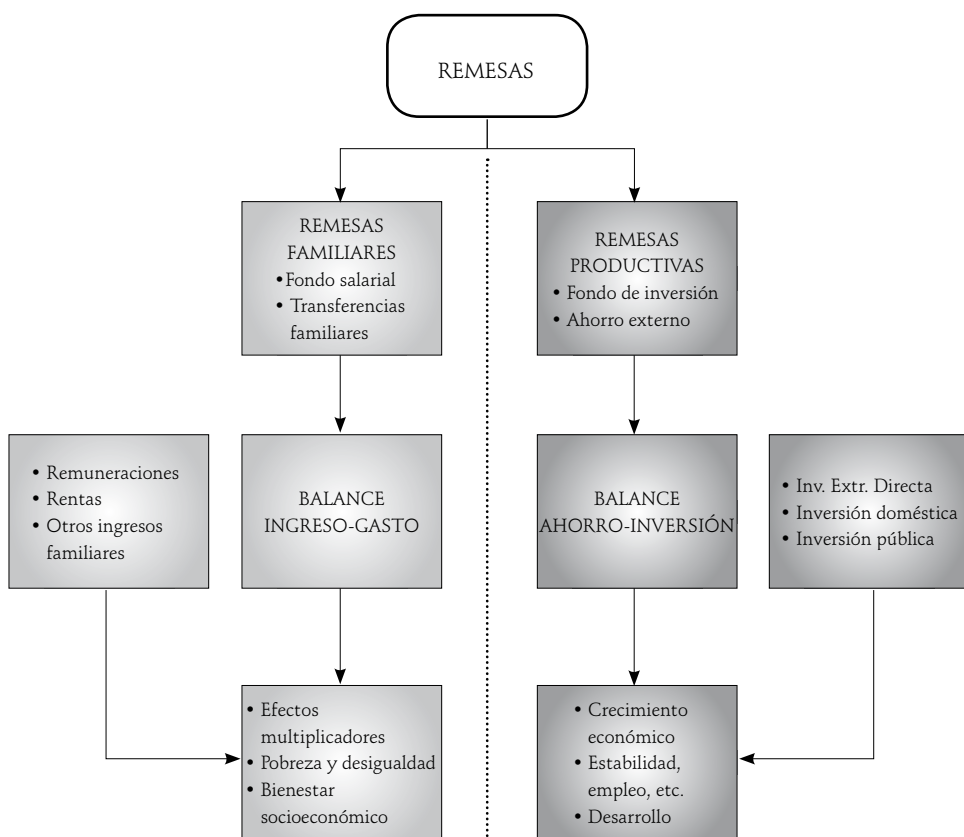 REMESAS
REMESAS
FAMILIARES
•Fondo salarial
• Transferencias
familiares
REMESAS
PRODUCTIVAS
• Fondo de inversión
• Ahorro externo
• Remuneraciones
• Rentas
• Otros ingresos
familiares
BALANCE
INGRESO-GASTO
BALANCE
AHORRO-INVERSIÓN
• Inv. Extr. Directa
• Inversión doméstica
• Inversión pública
• Efectos
multiplicadores
• Pobreza y desigualdad
• Bienestar
socioeconómico
• Crecimiento
económico
• Estabilidad,
empleo, etc.
• Desarrollo